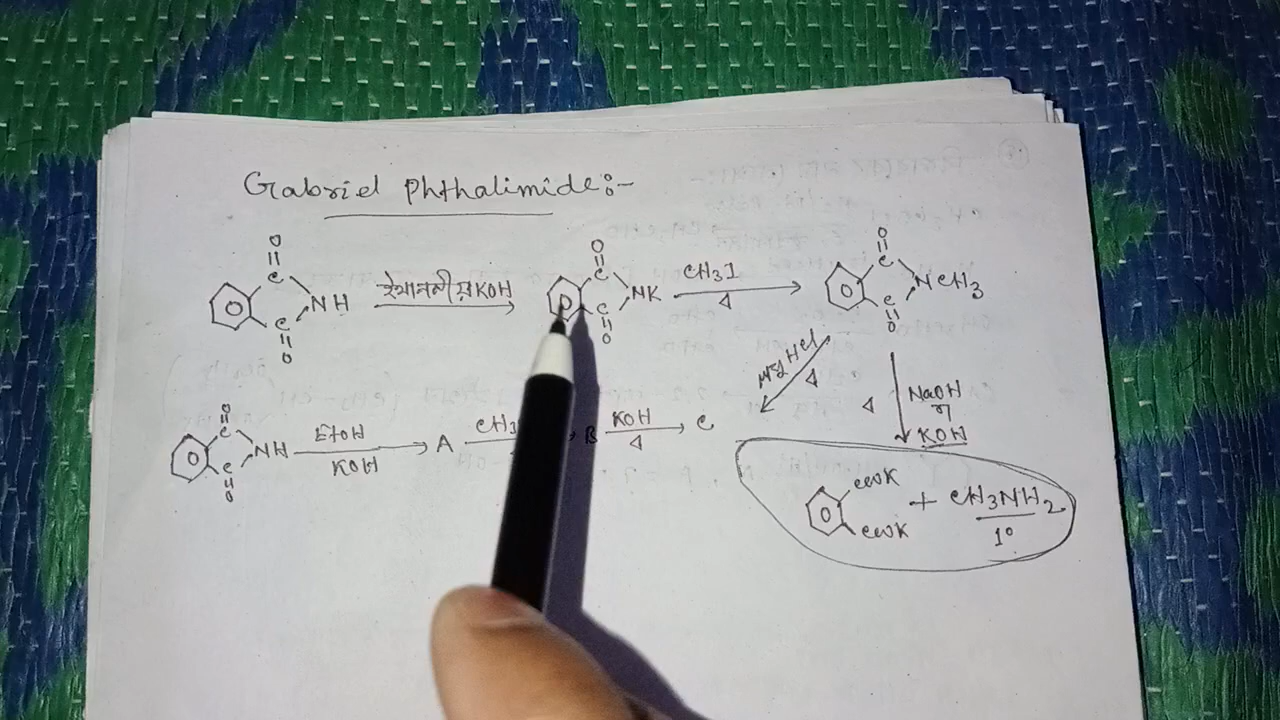 Gabriel Phthalimide:-
O
C
NH
C
O
ইথানলীয় KOH
O
C
NK
C
O
CH3I
Δ
O
C
NCH3
C
O
HCl
Δ
Δ
NaOH
বা
KOH
O
C
NH
C
O
EtOH
KOH
A
CH3
B
KOH
Δ
C
COOK
COOK
+ CH3NH2
1°